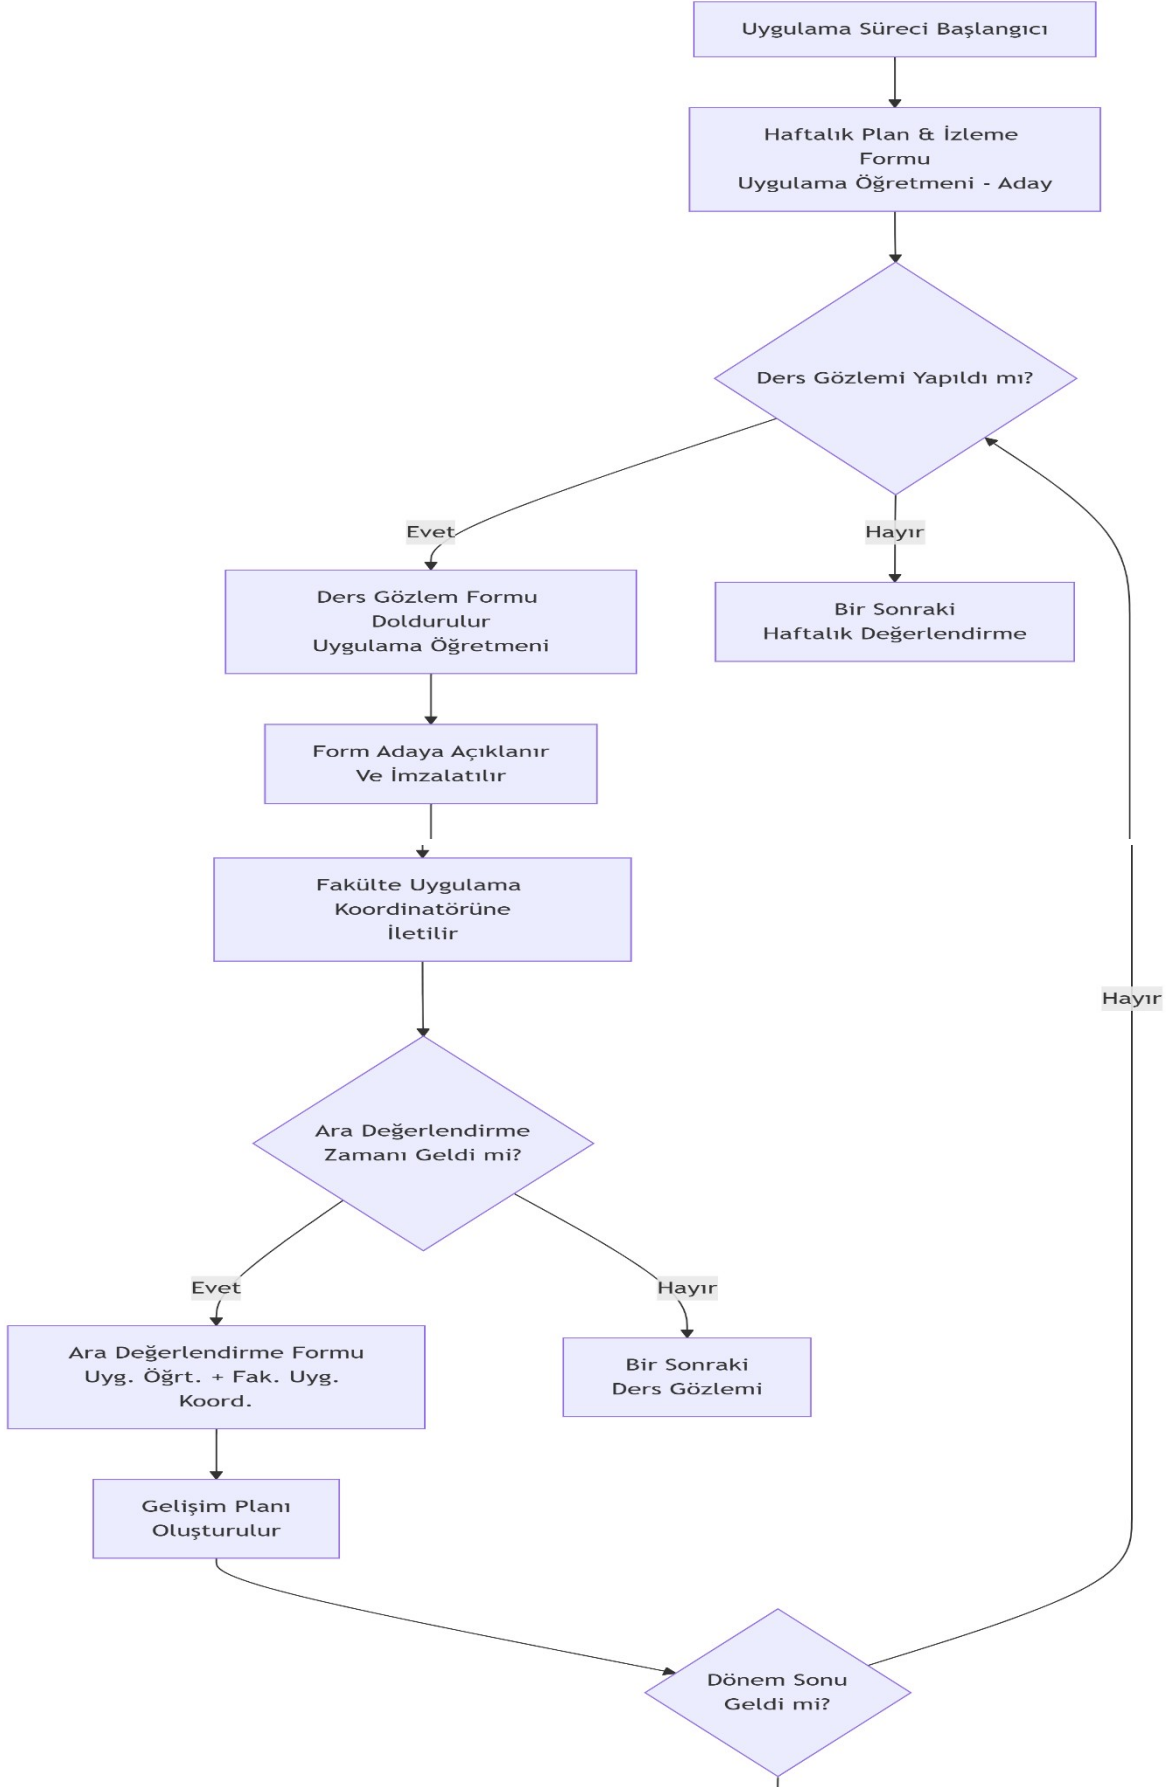 Uygulama Süreci Başlangıcı
Haftalık Plan & İzleme
Formu
Uygulama Öğretmeni - Aday
Ders Gözlemi Yapıldı mı?
Evet
Hayır
Ders Gözlem Formu
Doldurulur
Uygulama Öğretmeni
Bir Sonraki
Haftalık Değerlendirme
Form Adaya Açıklanır
Ve İmzalatılır
Fakülte Uygulama
Koordinatörüne
İletilir
Hayır
Ara Değerlendirme
Zamanı Geldi mi?
Evet
Hayır
Ara Değerlendirme Formu
Uyg. Öğrt. + Fak. Uyg.
Koord.
Bir Sonraki
Ders Gözlemi
Gelişim Planı
Oluşturulur
Dönem Sonu
Geldi mi?